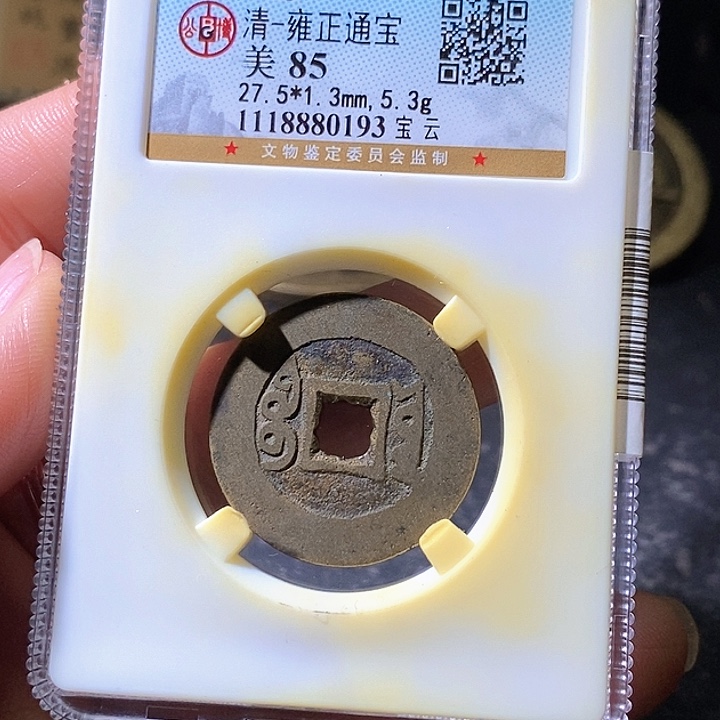 清-雍正通宝
美 85
27.5*1.3mm, 5.3g
1118880193 宝云
★ 文物鉴定委员会监制 ★